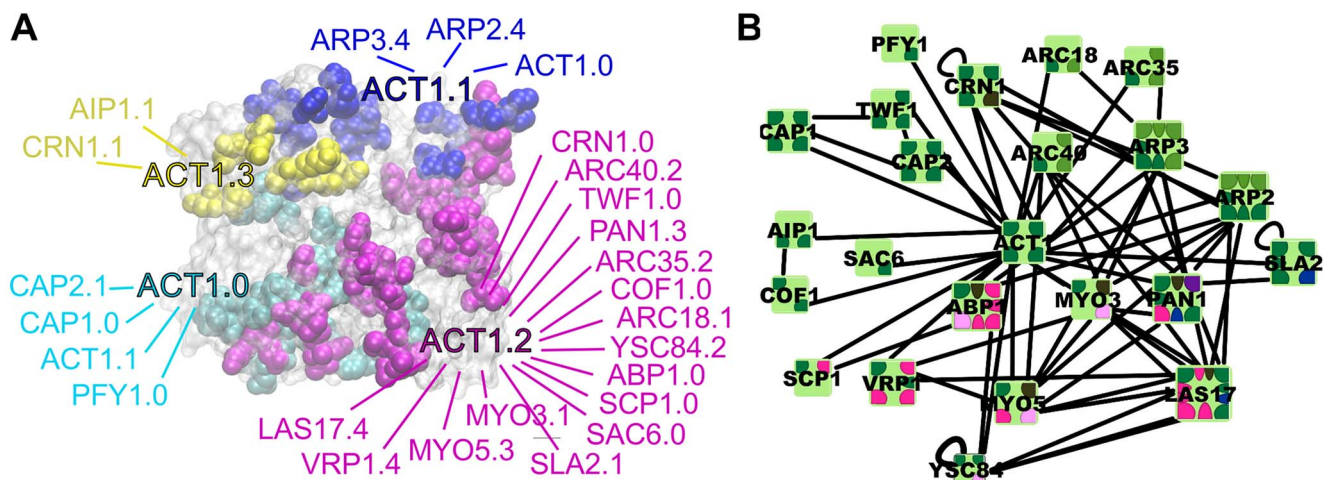 A
ARP3.4
ARP2.4
ACT1.1
ACT1.0
AIP1.1
CRN1.1
ACT1.3
CRN1.0
ARC40.2
TWF1.0
PAN1.3
ARC35.2
COF1.0
ARC18.1
YSC84.2
ABP1.0
SCP1.0
SAC6.0
SLA2.1
ACT1.2
CAP2.1
ACT1.0
CAP1.0
ACT1.1
PFY1.0
LAS17.4
VRP1.4
MYO5.3
MYO3.1
B
PFY1
CRN1
ARC18
ARC35
TWF1
CAP1
CAP2
ARC40
ARP3
ARP2
AIP1
SAC6
ACT1
SLA2
COF1
ABP1
MYO3
PAN1
SCP1
VRP1
MYO5
LAS17
YSC84